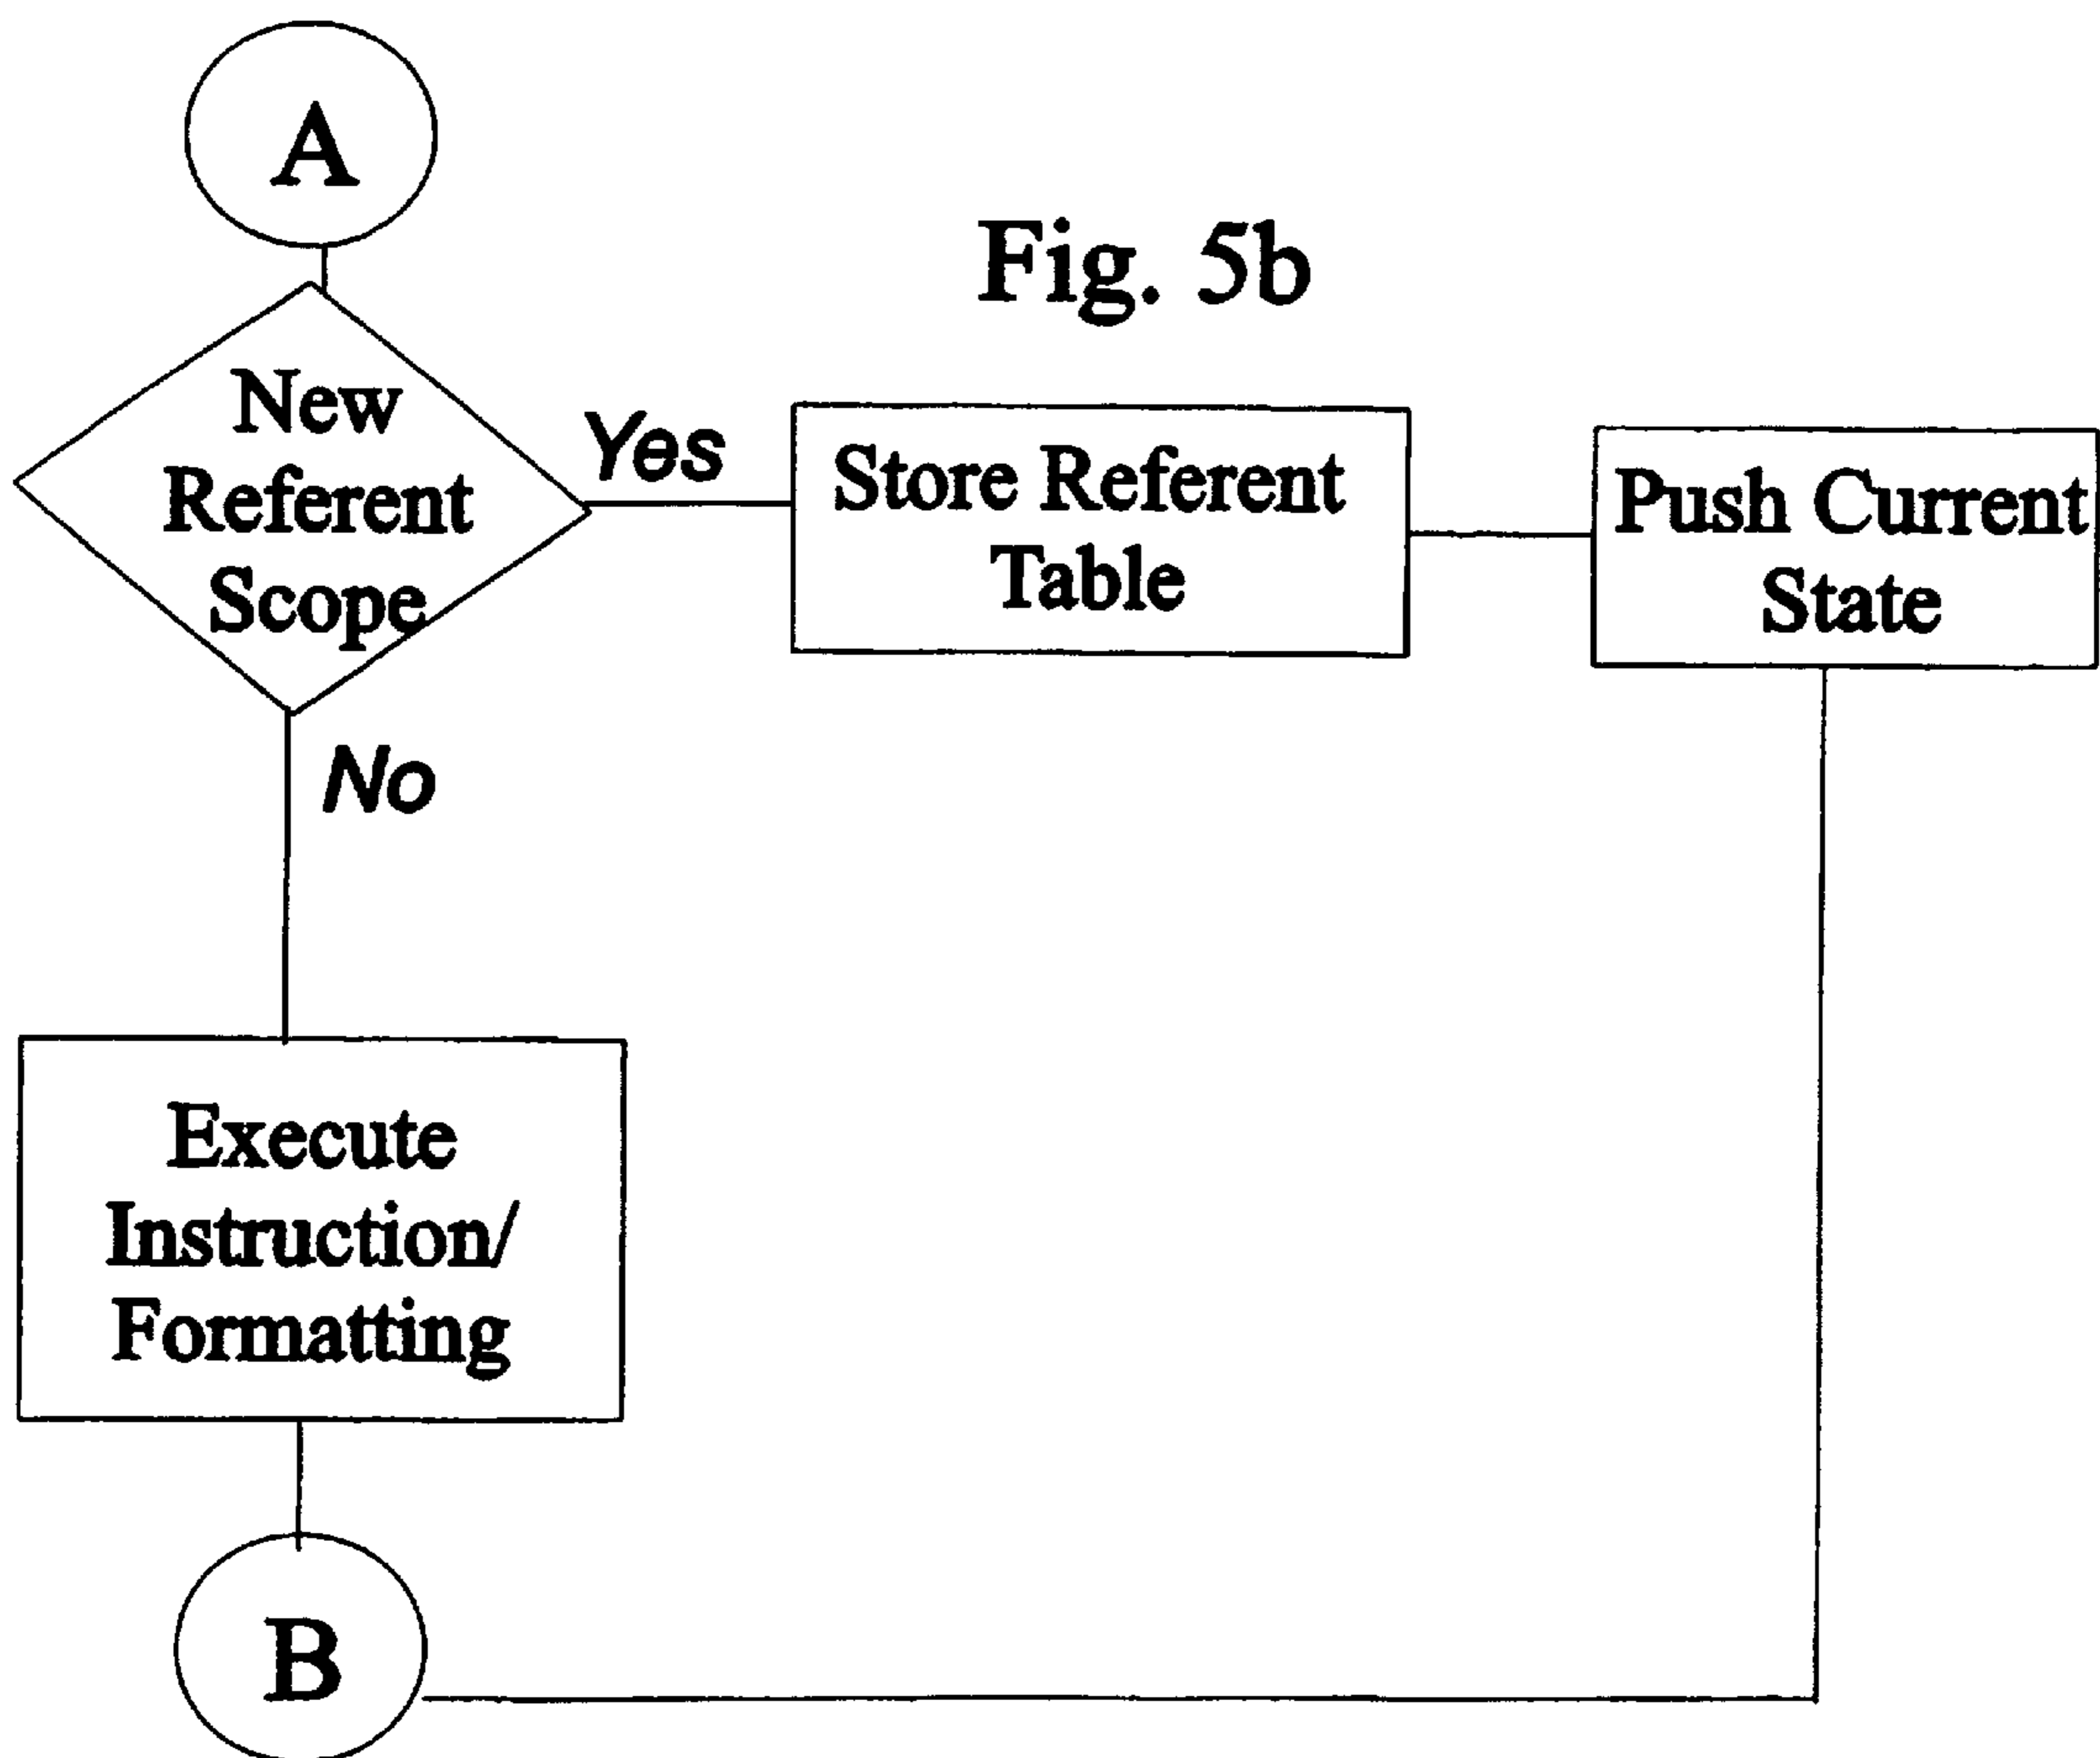 A
Fig. 5b
New
Referent
Scope
Yes
Store Referent
Table
Push Current
State
No
Execute
Instruction/
Formatting
B